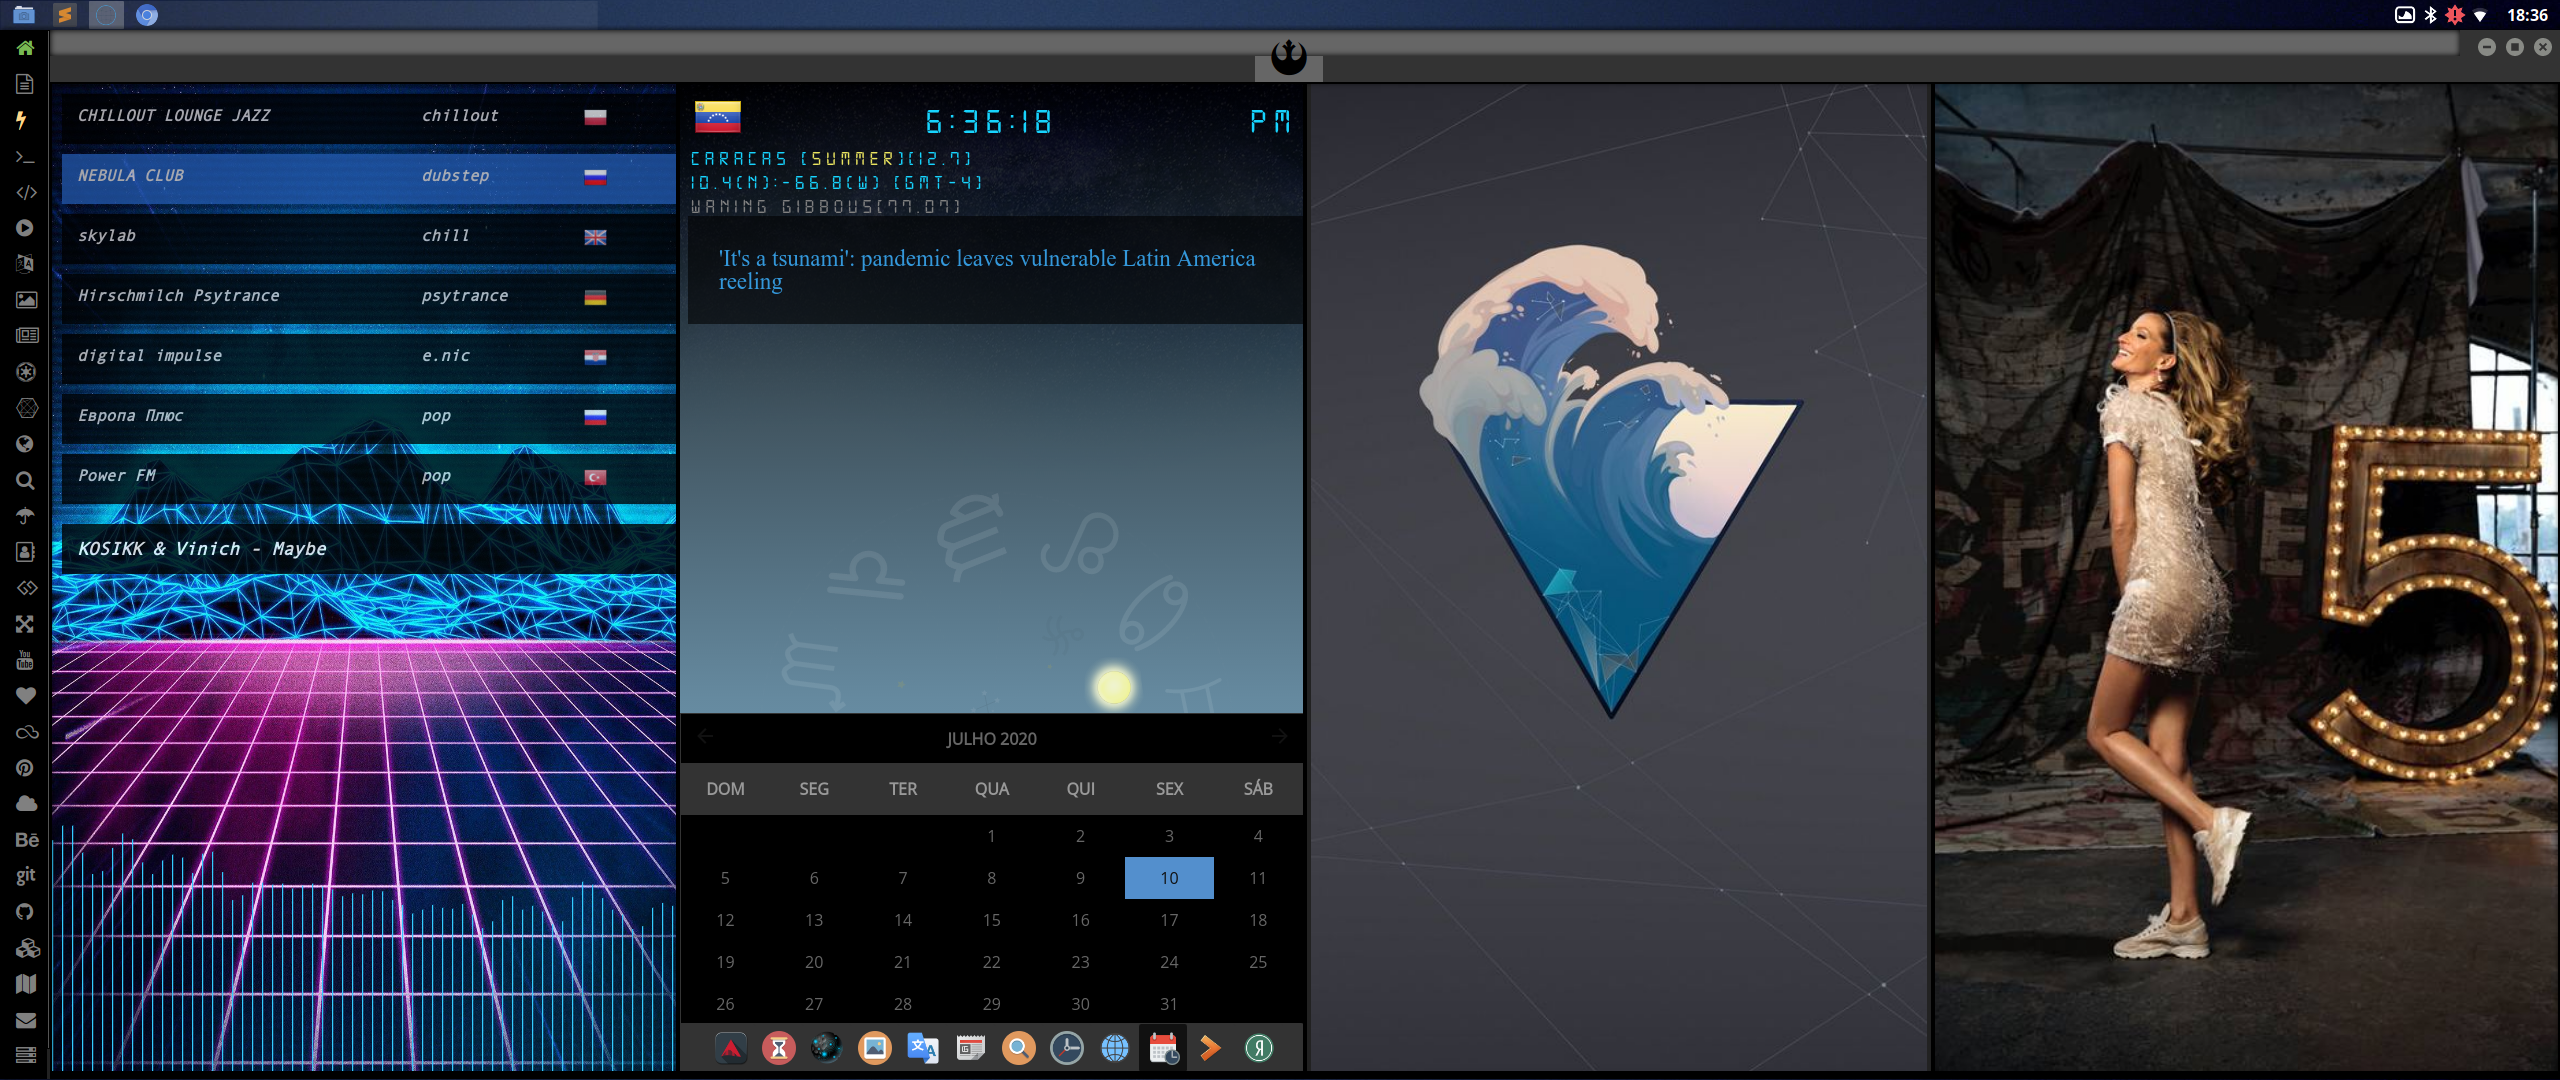 18:36
CHILLOUT LOUNGE JAZZ chillout
NEBULA CLUB dubstep
skylab chill
Hirschmilch Psytrance psytrance
digital impulse e.nic
Европа Плюс pop
Power FM pop
KOSIKK & Vinich - Maybe
You
Tube
Bē
git
6:36:18 PM
CARACAS [SUMMER][12.7]
10.4(N):-66.8(W) [GMT-4]
WANING GIBBOUS[77.07]
'It's a tsunami': pandemic leaves vulnerable Latin America
reeling
JULHO 2020
DOM SEG TER QUA QUI SEX SÁB
1 2 3 4
5 6 7 8 9 10 11
12 13 14 15 16 17 18
19 20 21 22 23 24 25
26 27 28 29 30 31
5